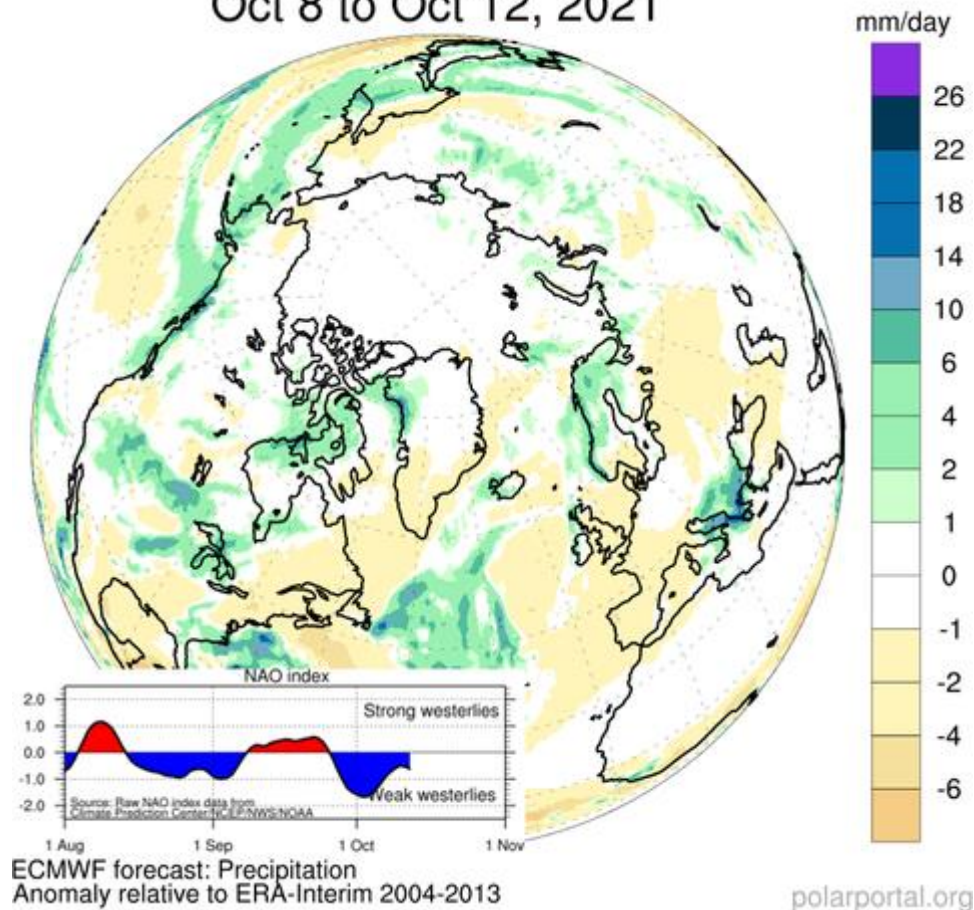 Oct 8 to Oct 12, 2021
mm/day
26
22
18
14
10
6
4
2
1
0
-1
-2
-4
-6
NAO index
2.0
1.0
0.0
-1.0
-2.0
Strong westerlies
Weak westerlies
Source: Raw NAO index data from
Climate Prediction Center/NCEP/NWS/NOAA
1 Aug 1 Sep 1 Oct 1 Nov
ECMWF forecast: Precipitation
Anomaly relative to ERA-Interim 2004-2013
polarportal.org